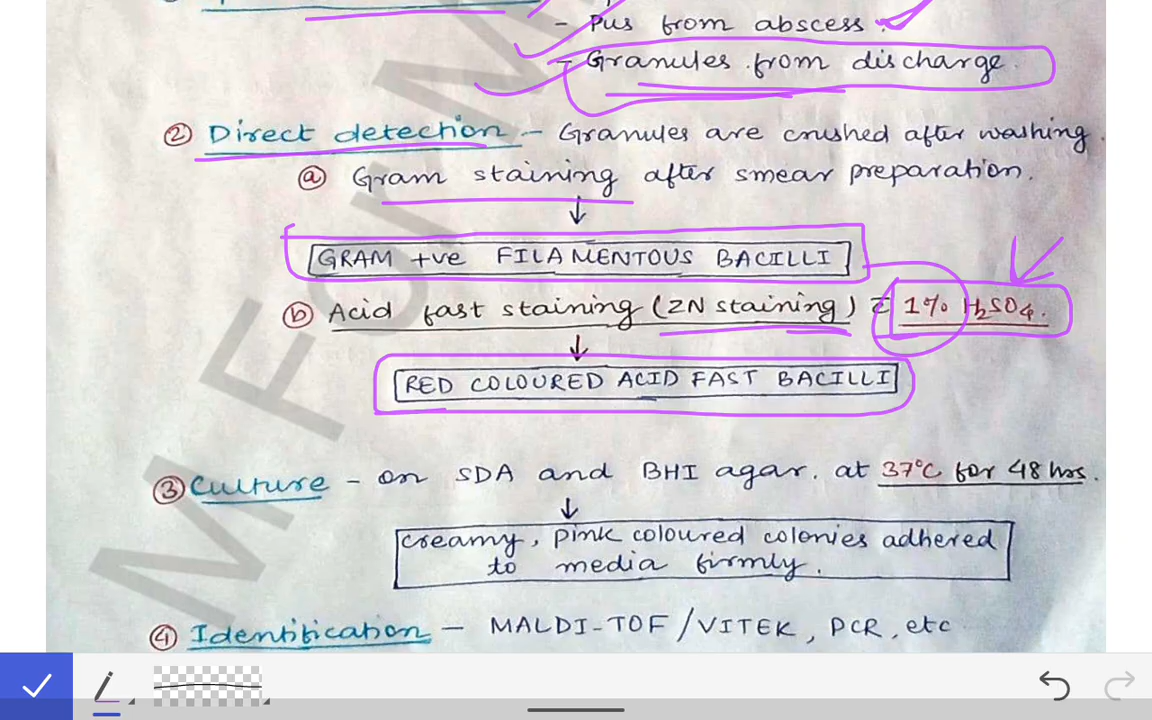 - Pus from abscess.
- Granules from discharge.
② Direct detection - Granules are crushed after washing.
ⓐ Gram staining after smear preparation.
↓
GRAM +ve FILAMENTOUS BACILLI
ⓑ Acid fast staining (ZN staining) c̄ 1% H₂SO₄.
↓
RED COLOURED ACID FAST BACILLI
③ Culture - on SDA and BHI agar. at 37°C for 48 hrs.
↓
creamy, pink coloured colonies adhered
to media firmly.
④ Identification - MALDI-TOF / VITEK, PCR, etc